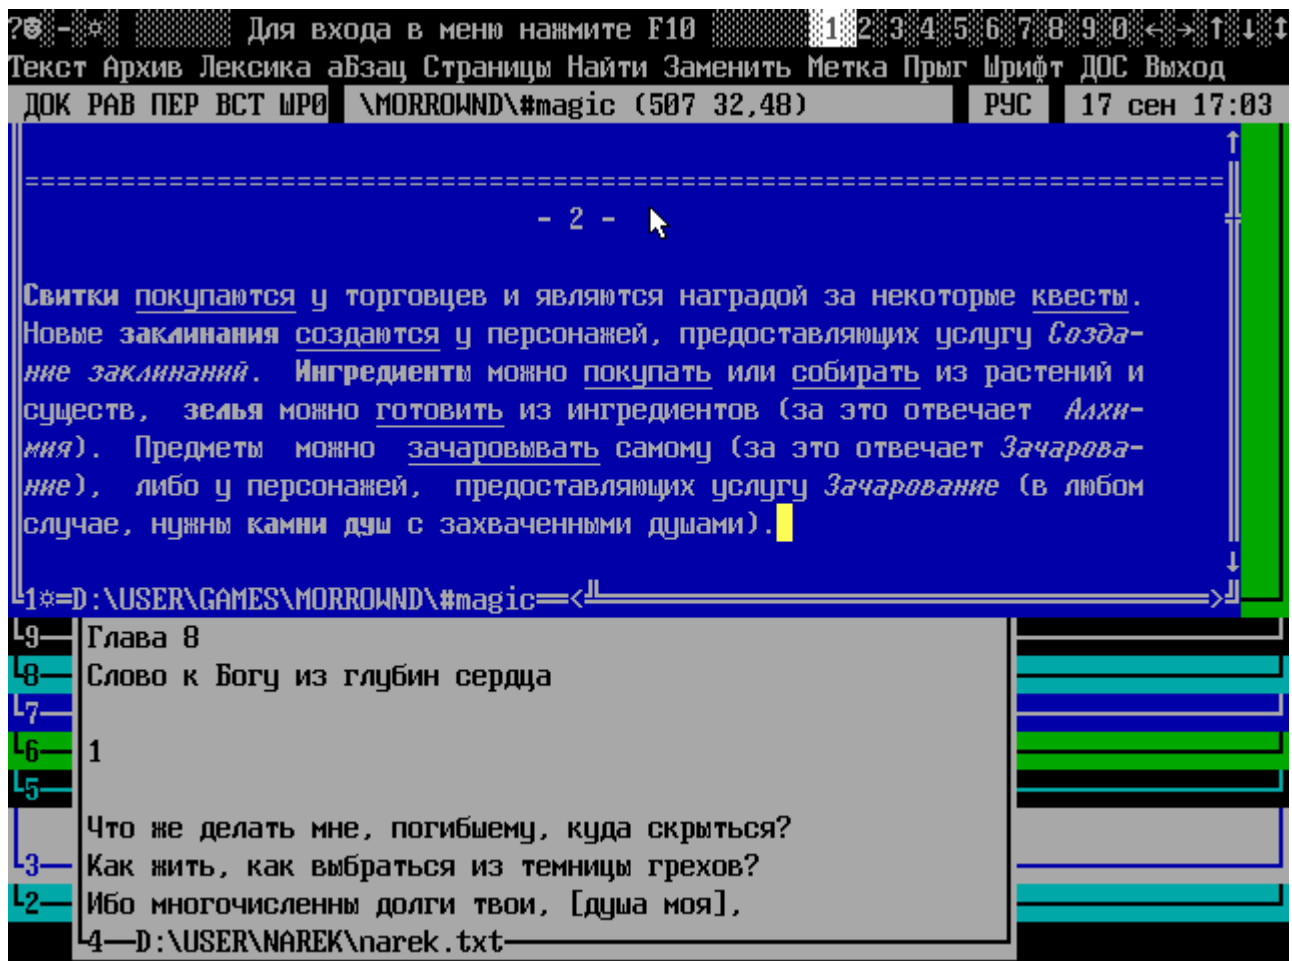 Для входа в меню нажмите F10 1 2 3 4 5 6 7 8 9 0 ← → ↑ ↓ ↕
Текст Архив Лексика аБзац Страницы Найти Заменить Метка Прыг Шрифт ДОС Выход
ДОК РАВ ПЕР ВСТ ШР0 \MORROWND\#magic (507 32,48) РУС 17 сен 17:03
===========================================================================
- 2 -
Свитки покупаются у торговцев и являются наградой за некоторые квесты.
Новые заклинания создаются у персонажей, предоставляющих услугу Созда-
ние заклинаний. Ингредиенты можно покупать или собирать из растений и
существ, зелья можно готовить из ингредиентов (за это отвечает Алхи-
мия). Предметы можно зачаровывать самому (за это отвечает Зачарова-
ние), либо у персонажей, предоставляющих услугу Зачарование (в любом
случае, нужны камни душ с захваченными душами).
1☼=D:\USER\GAMES\MORROWND\#magic
9 Глава 8
8 Слово к Богу из глубин сердца
7
6 1
5
Что же делать мне, погибшему, куда скрыться?
3 Как жить, как выбраться из темницы грехов?
2 Ибо многочисленны долги твои, [душа моя],
4 D:\USER\NAREK\narek.txt